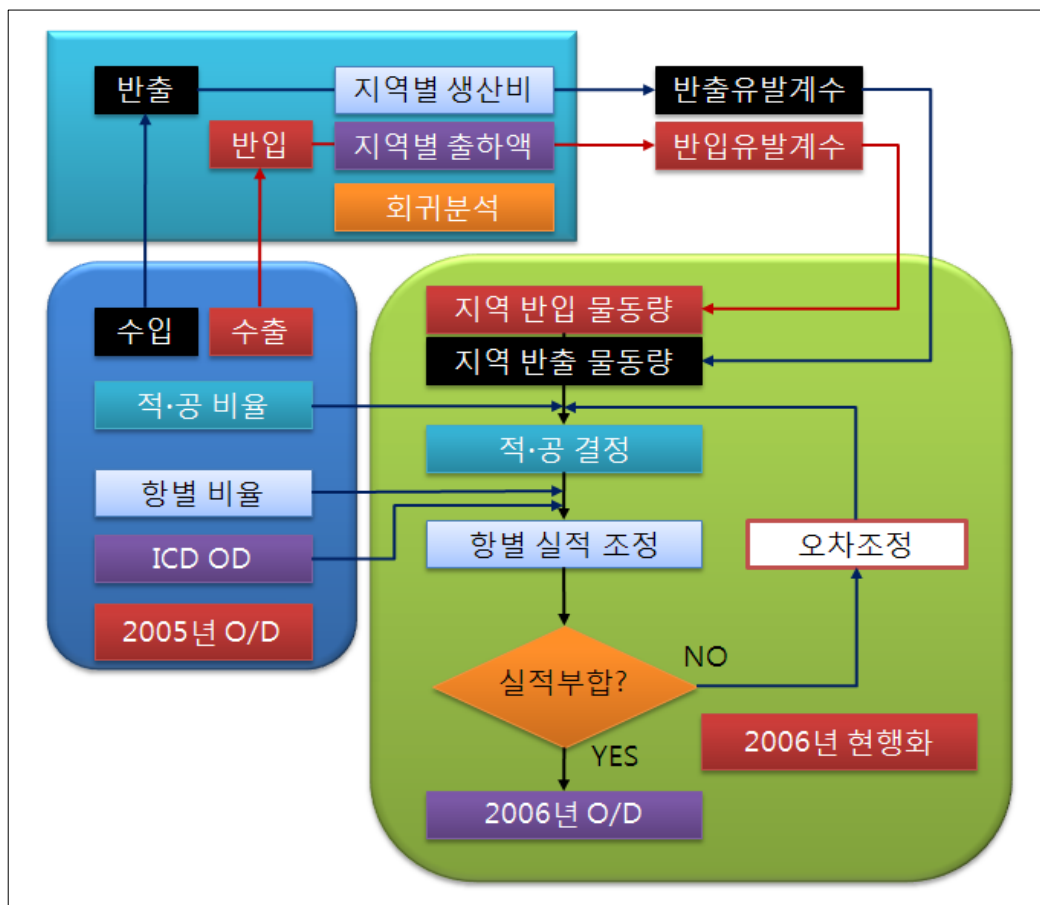 반출
지역별 생산비
반출유발계수
반입
지역별 출하액
반입유발계수
회귀분석
수입
수출
적·공 비율
항별 비율
ICD OD
2005년 O/D
지역 반입 물동량
지역 반출 물동량
적·공 결정
항별 실적 조정
오차조정
실적부합?
NO
YES
2006년 현행화
2006년 O/D